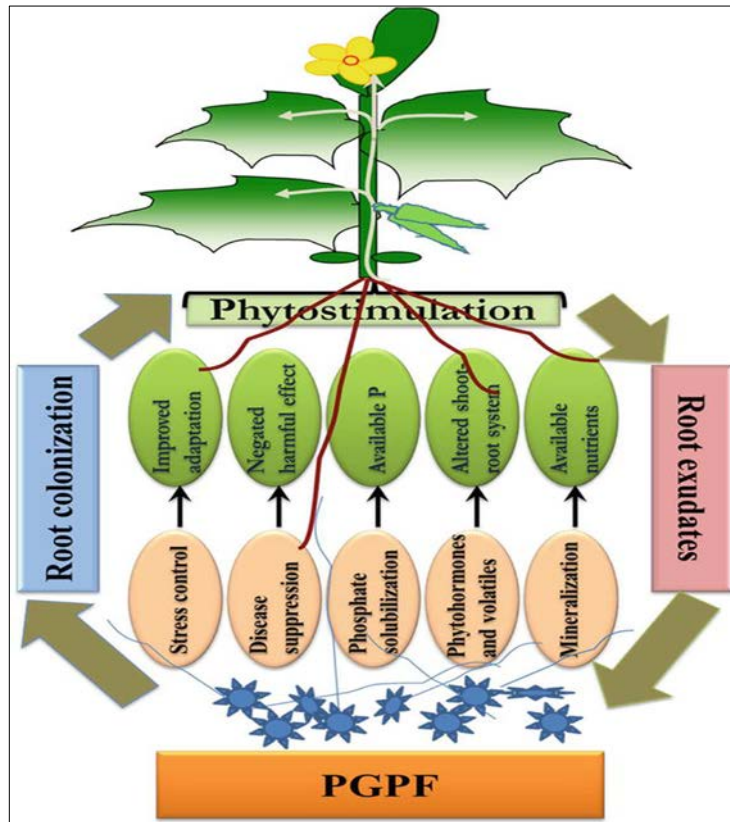 Phytostimulation
Root colonization
Improved
adaptation
Negated
harmful effect
Available P
Altered shoot-
root system
Available
nutrients
Root exudates
Stress control
Disease
suppression
Phosphate
solubilization
Phytohormones
and volatiles
Mineralization
PGPF